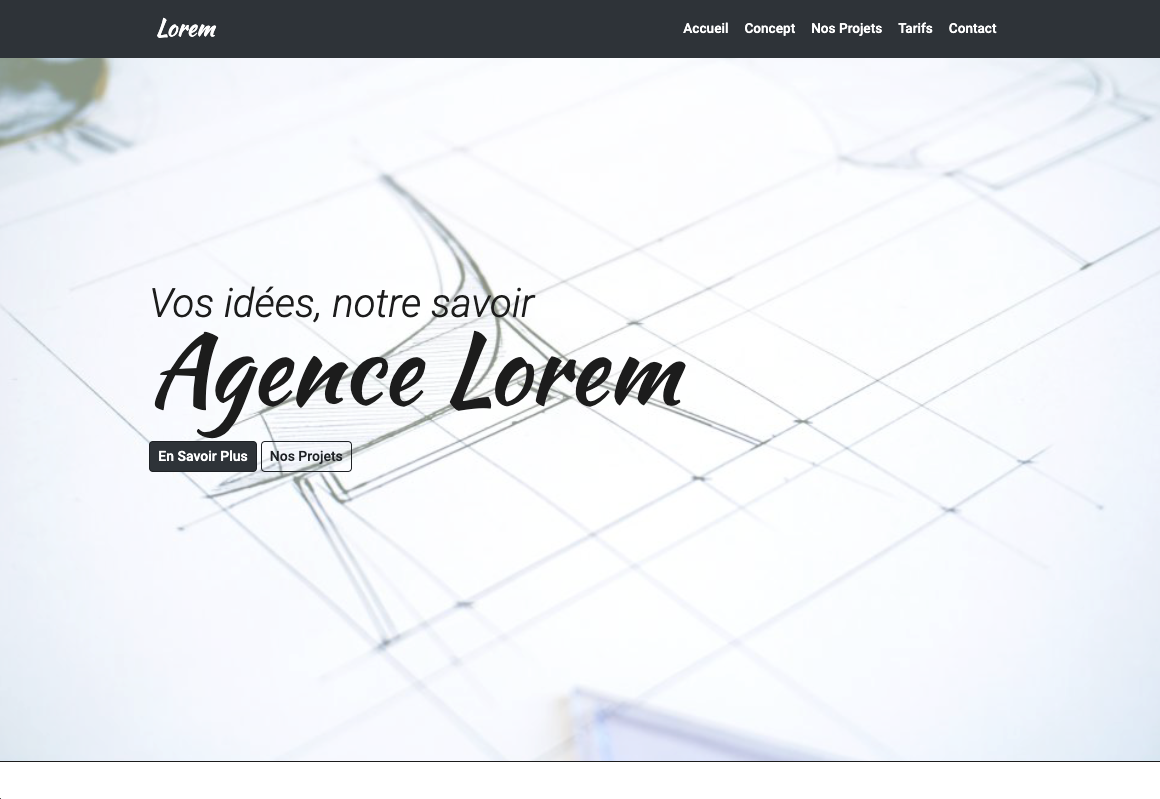 Lorem
Accueil Concept Nos Projets Tarifs Contact
Vos idées, notre savoir
Agence Lorem
En Savoir Plus Nos Projets